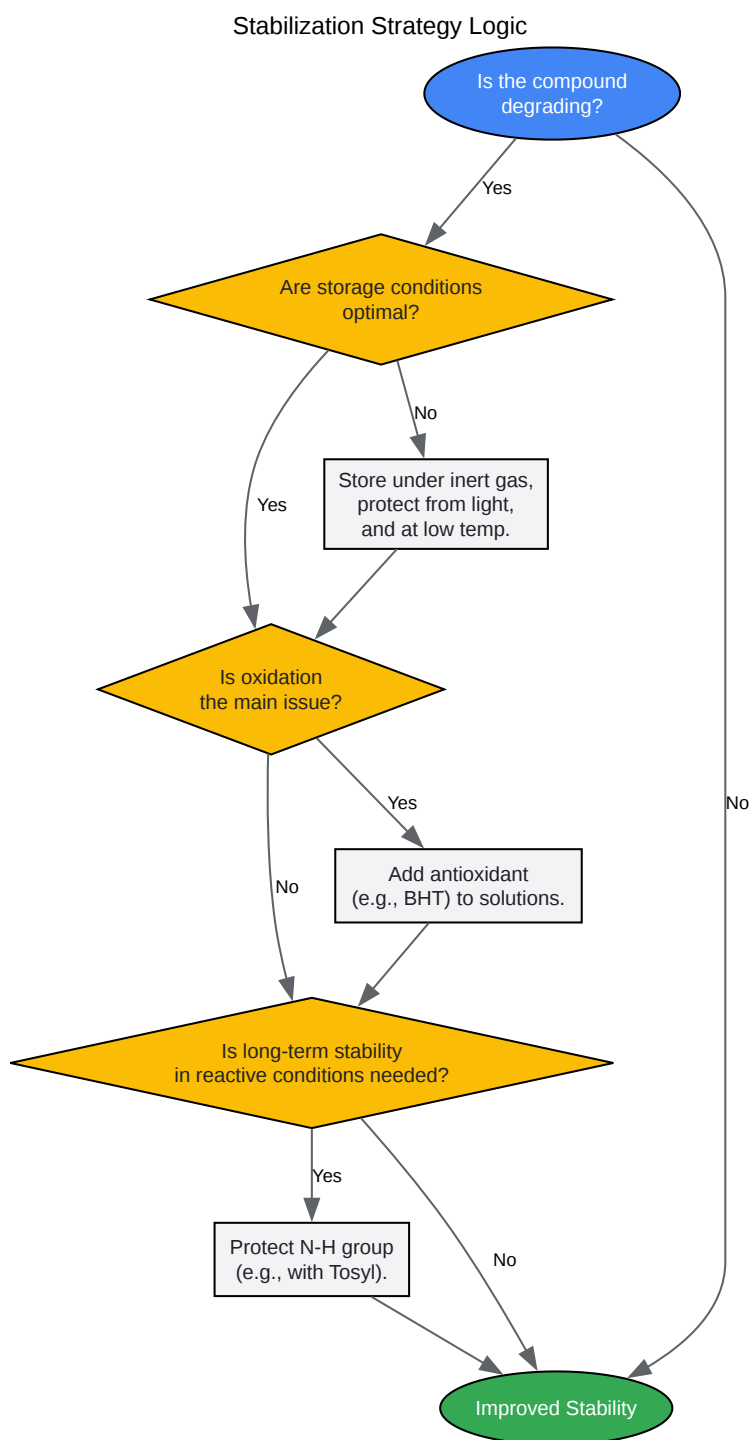 Stabilization Strategy Logic
Is the compound
degrading?
Yes
Are storage conditions
optimal?
No
Store under inert gas,
protect from light,
and at low temp.
Yes
Is oxidation
the main issue?
Yes
No
Add antioxidant
(e.g., BHT) to solutions.
No
Is long-term stability
in reactive conditions needed?
Yes
Protect N-H group
(e.g., with Tosyl).
No
Improved Stability